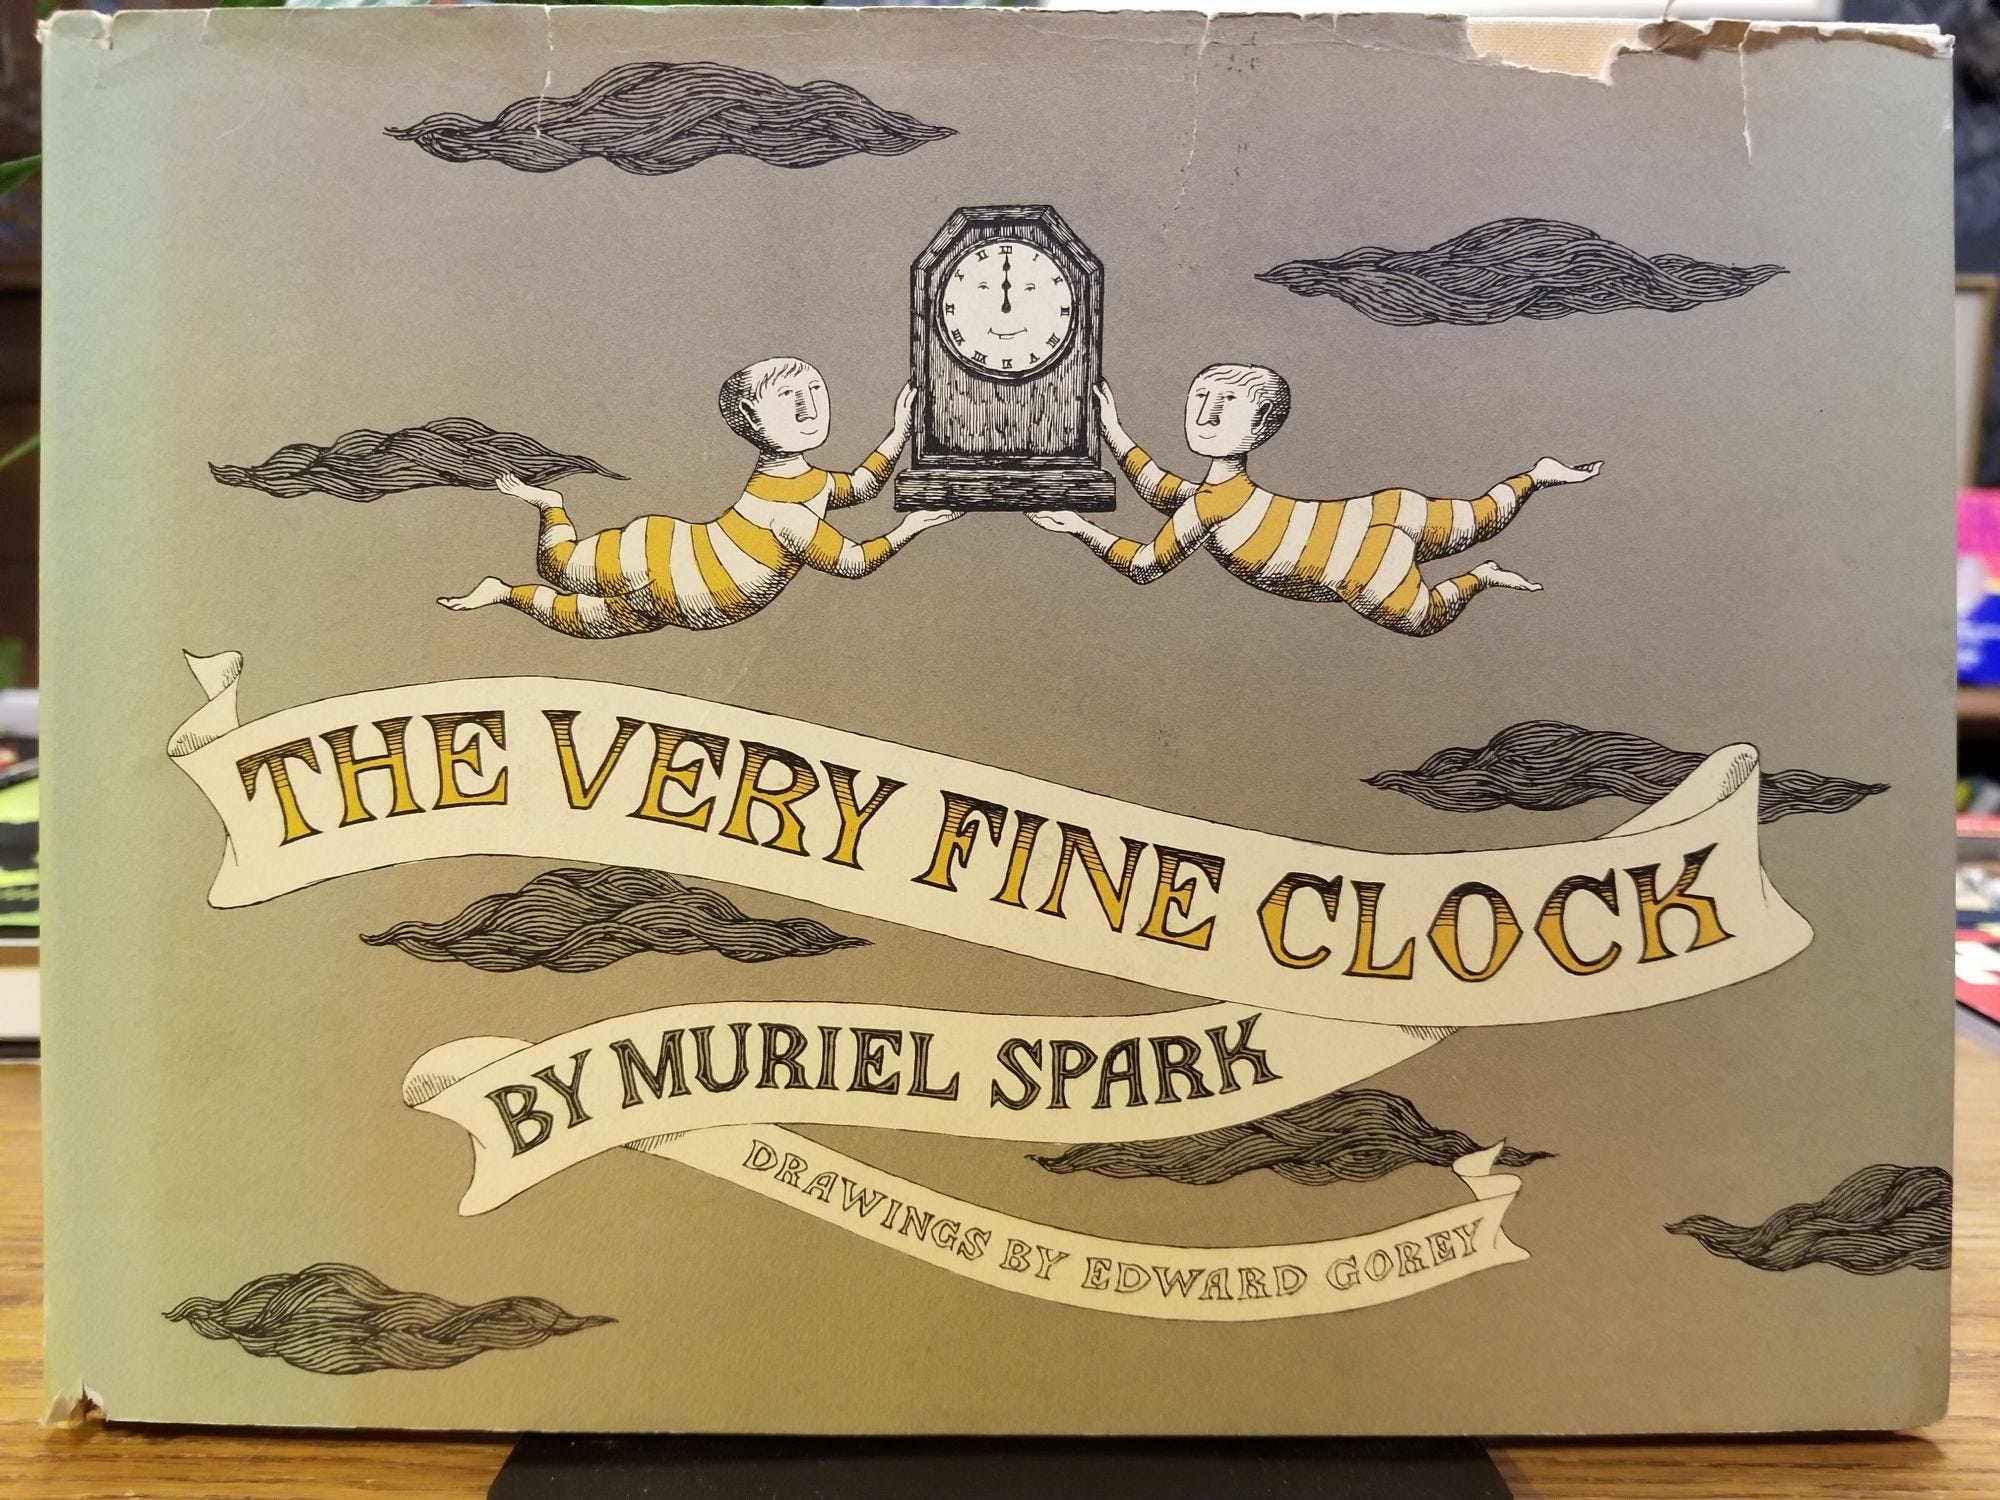 THE VERY FINE CLOCK
BY MURIEL SPARK
DRAWINGS BY EDWARD GOREY